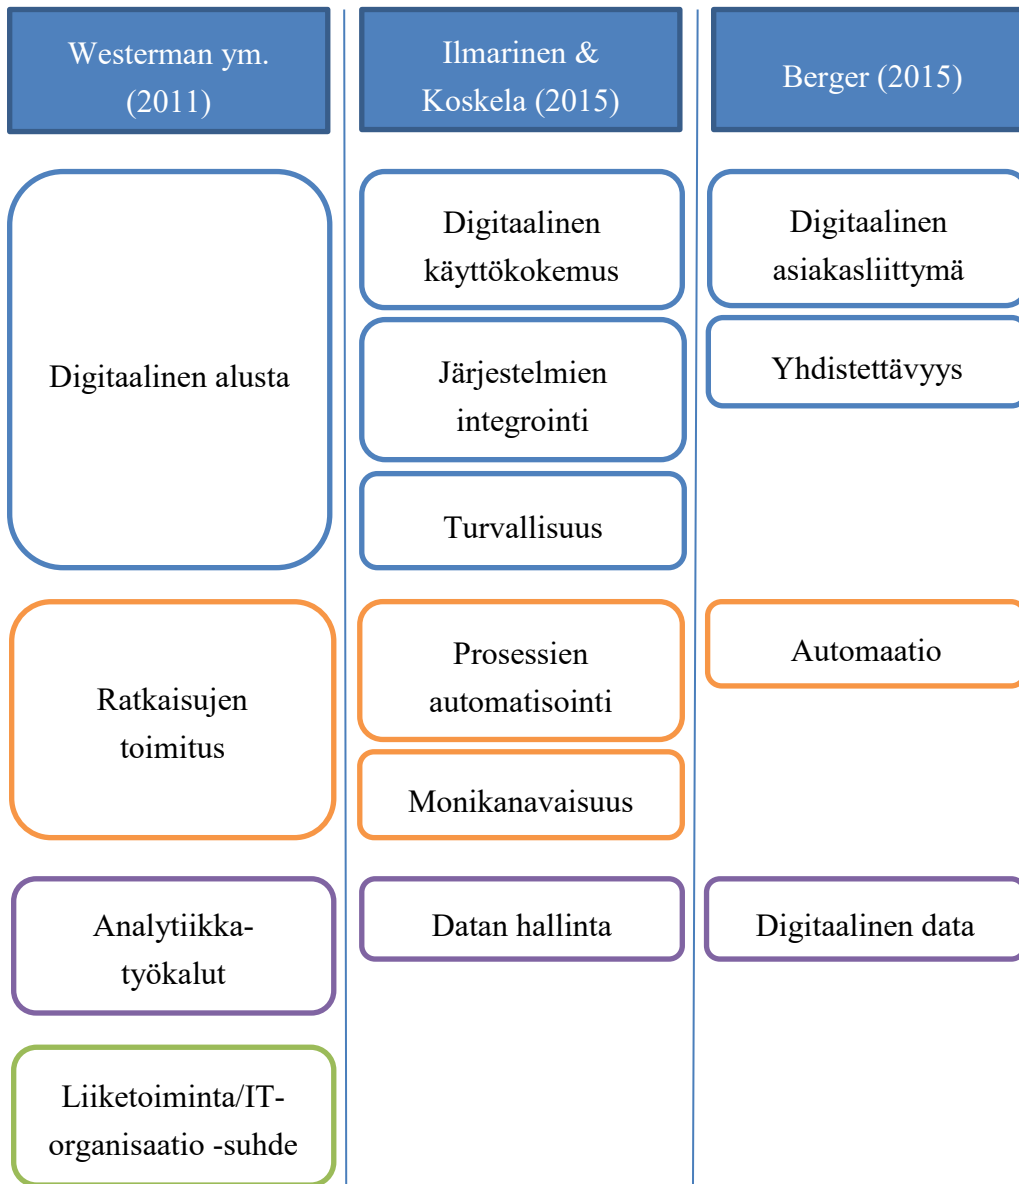 Westerman ym.
(2011)
Ilmarinen &
Koskela (2015)
Berger (2015)
Digitaalinen alusta
Digitaalinen
käyttökokemus
Digitaalinen
asiakasliittymä
Järjestelmien
integrointi
Yhdistettävyys
Turvallisuus
Ratkaisujen
toimitus
Prosessien
automatisointi
Automaatio
Monikanavaisuus
Analytiikka-
työkalut
Datan hallinta
Digitaalinen data
Liiketoiminta/IT-
organisaatio -suhde